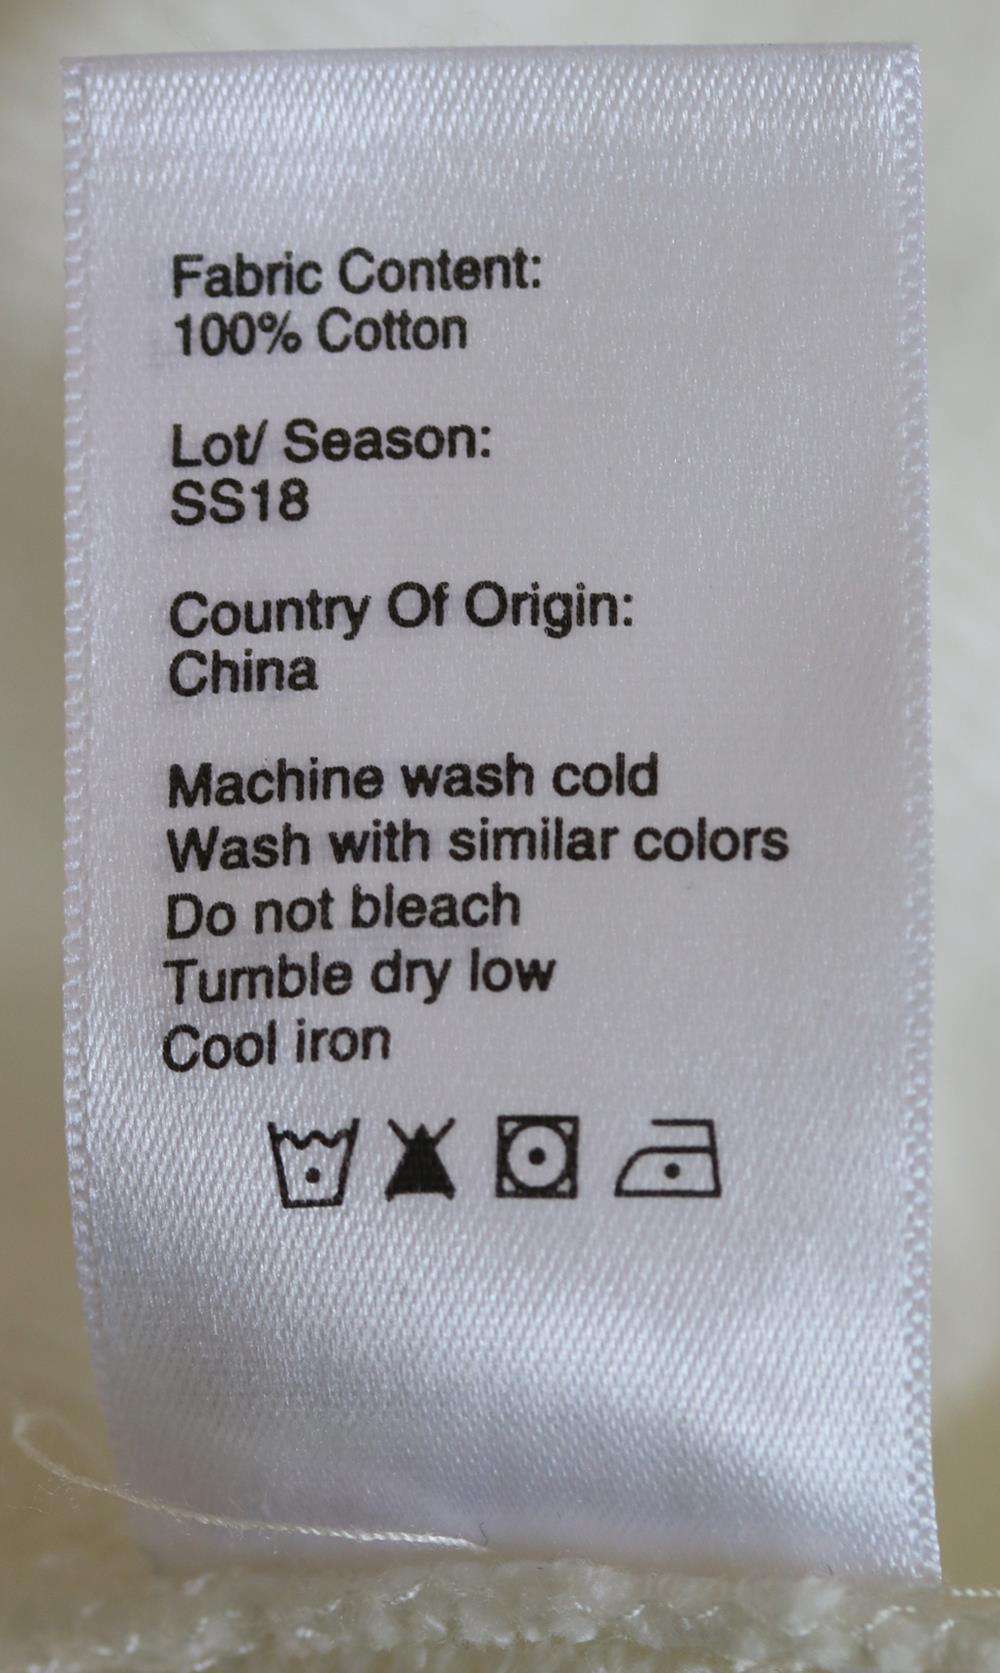 Fabric Content:
100% Cotton
Lot/ Season:
SS18
Country Of Origin:
China
Machine wash cold
Wash with similar colors
Do not bleach
Tumble dry low
Cool iron